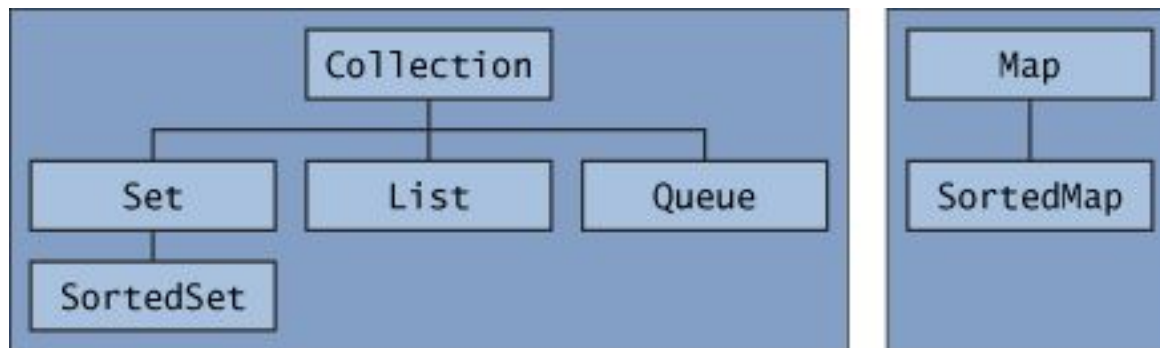 Collection
Map
Set
List
Queue
SortedMap
SortedSet